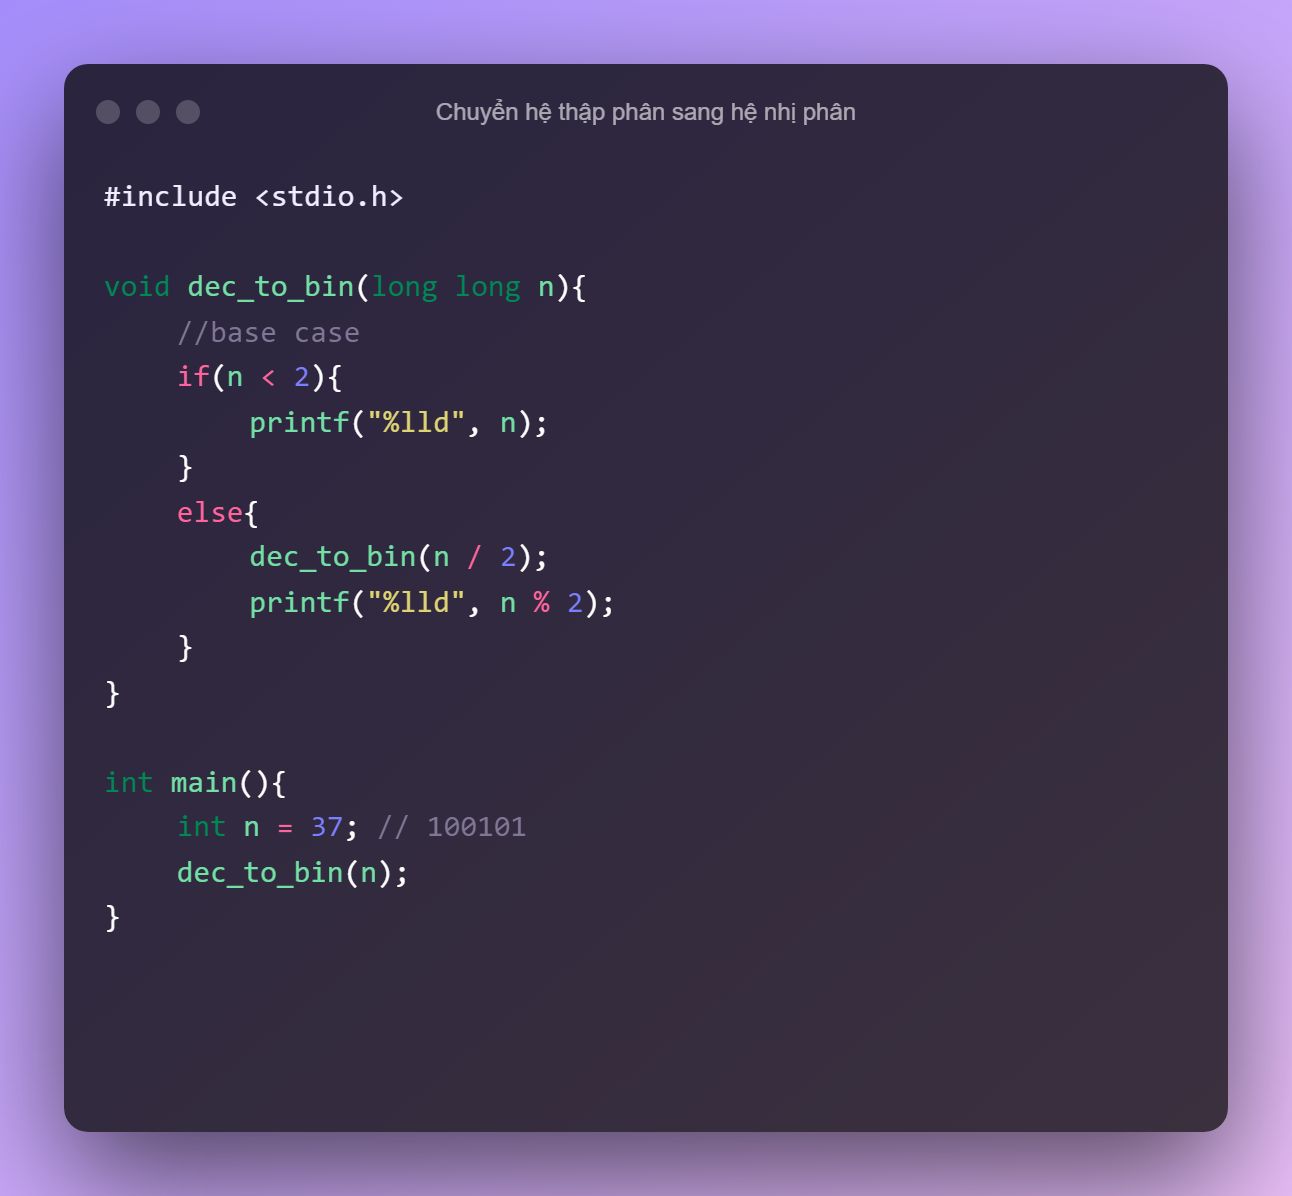 Chuyển hệ thập phân sang hệ nhị phân
#include <stdio.h>
void dec_to_bin(long long n){
//base case
if(n < 2){
printf("%lld", n);
}
else{
dec_to_bin(n / 2);
printf("%lld", n % 2);
}
}
int main(){
int n = 37; // 100101
dec_to_bin(n);
}